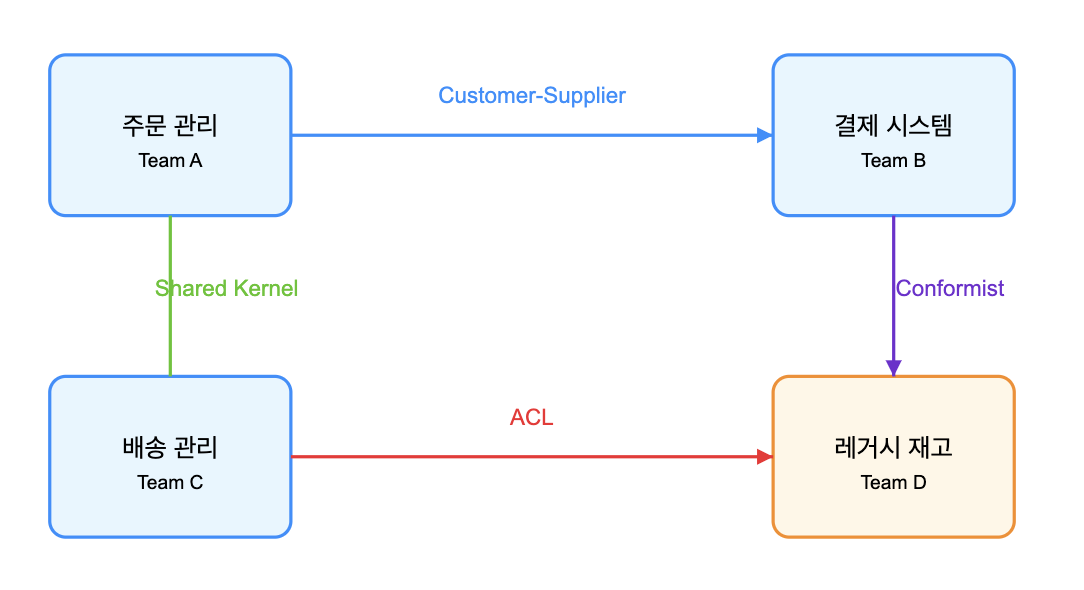 주문 관리
Team A
Customer-Supplier
결제 시스템
Team B
Shared Kernel
Conformist
배송 관리
Team C
ACL
레거시 재고
Team D